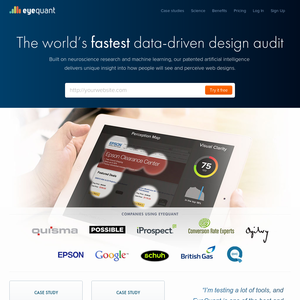 eyequant
Case studies Science Benefits Pricing Log in Sign Up
The world's fastest data-driven design audit
Built on neuroscience research and machine learning, our patented artificial intelligence
delivers unique insight into how people will see and perceive web designs.
http://yourwebsite.com
Try it free
Perception Map
Visual Clarity
EPSON
Epson Clearance Center
75
COMPANIES USING EYEQUANT
QUISMA POSSIBLE iProspect Conversion Rate Experts Ogilvy
EPSON Google schuh British Gas
CASE STUDY CASE STUDY
"I'm testing a lot of tools, and
EyeQuant is one of the best and